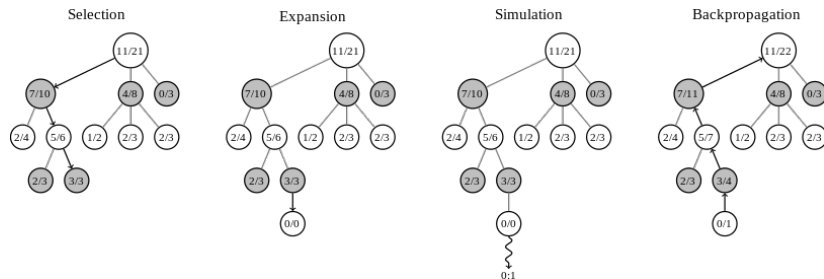 Selection
11/21
7/10 4/8 0/3
2/4 5/6 1/2 2/3 2/3
2/3 3/3
Expansion
11/21
7/10 4/8 0/3
2/4 5/6 1/2 2/3 2/3
2/3 3/3
0/0
Simulation
11/21
7/10 4/8 0/3
2/4 5/6 1/2 2/3 2/3
2/3 3/3
0/0
0:1
Backpropagation
11/22
7/11 4/8 0/3
2/4 5/7 1/2 2/3 2/3
2/3 3/4
0/1